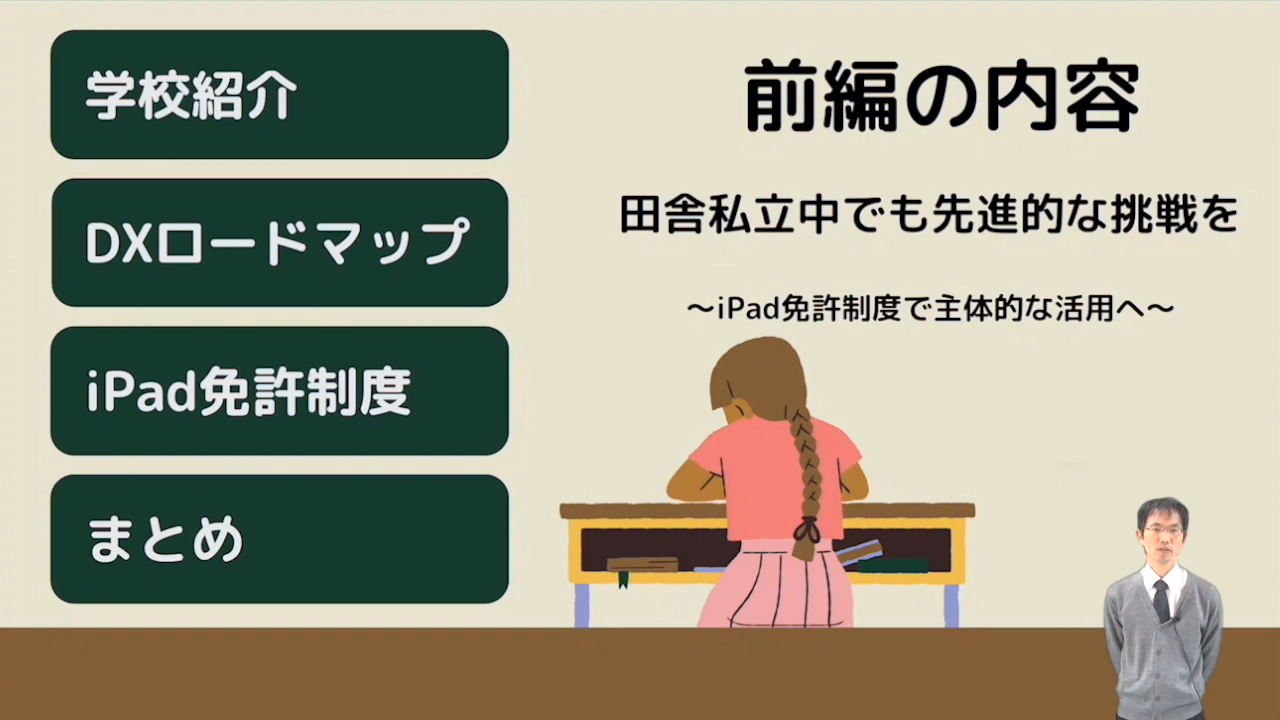 学校紹介
DXロードマップ
iPad免許制度
まとめ
前編の内容
田舎私立中でも先進的な挑戦を
〜iPad免許制度で主体的な活用へ〜